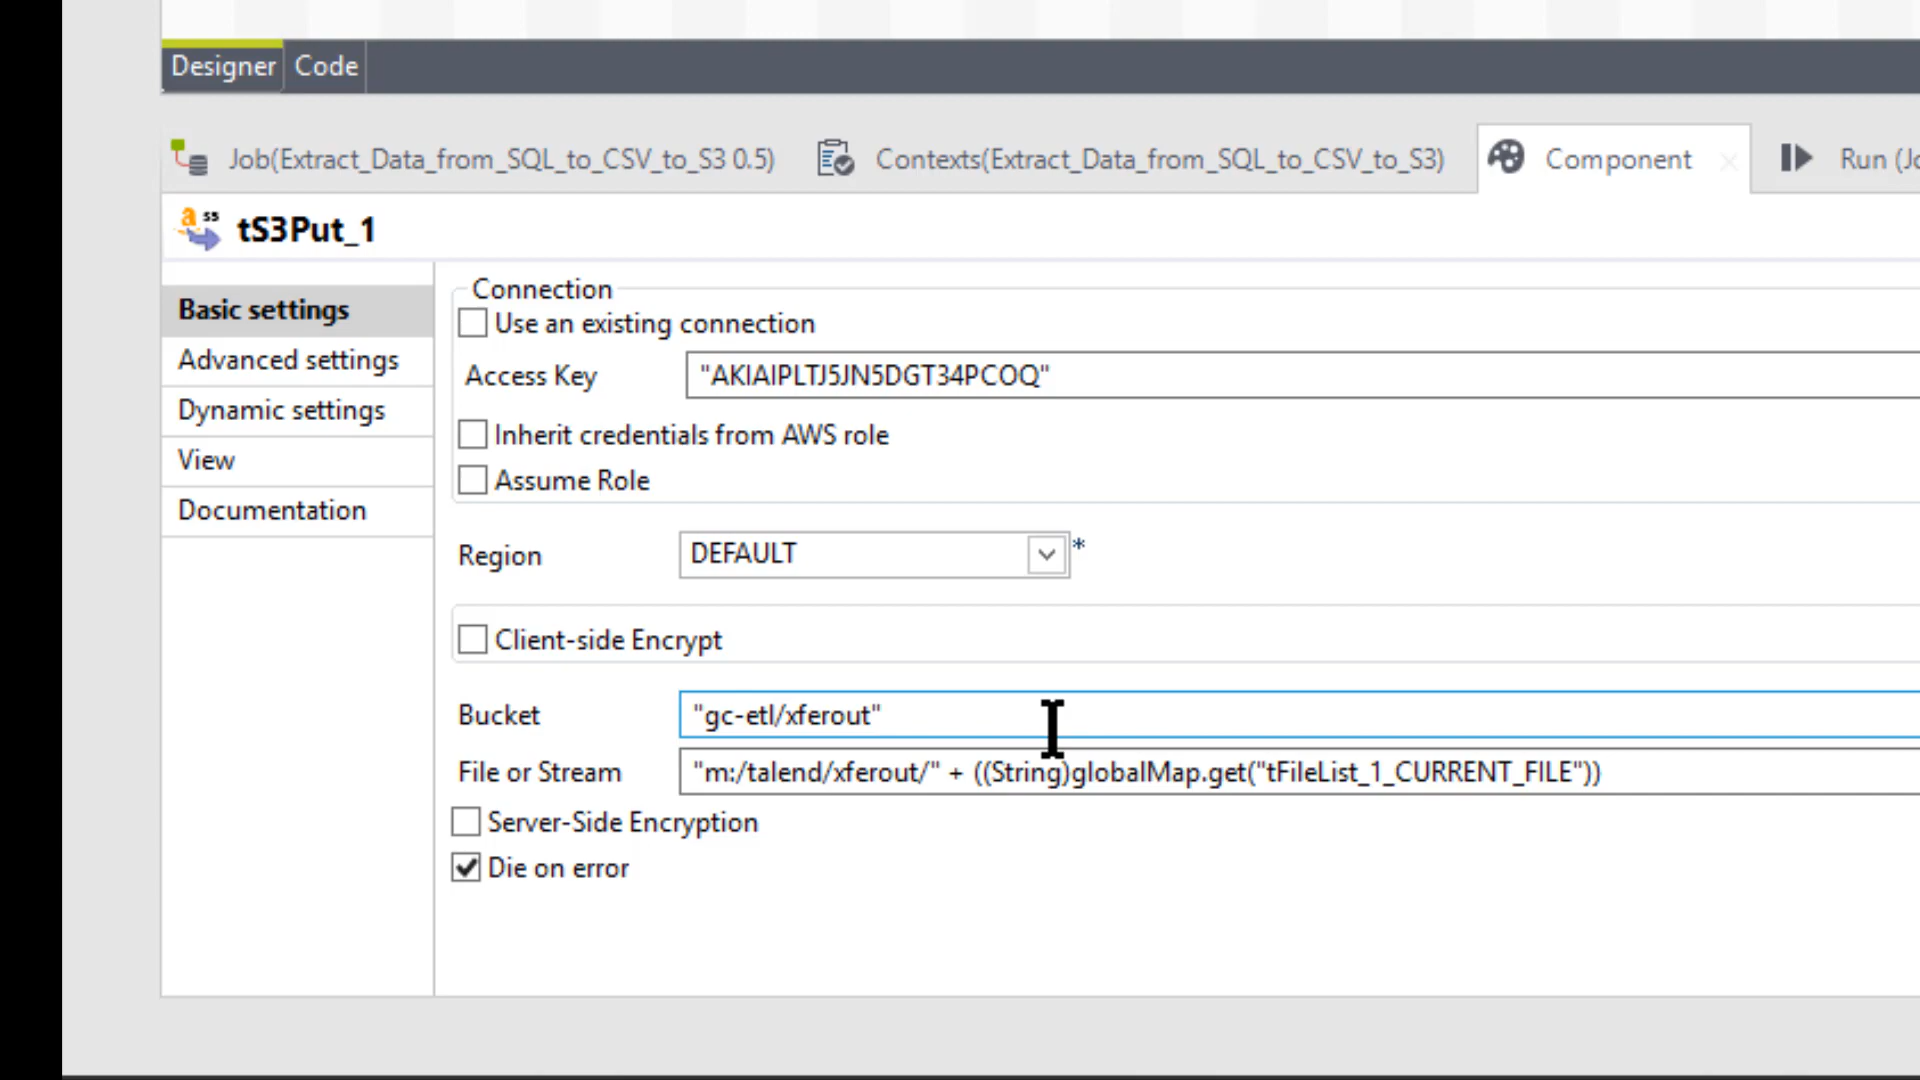 Designer Code
Job(Extract_Data_from_SQL_to_CSV_to_S3 0.5) Contexts(Extract_Data_from_SQL_to_CSV_to_S3) Component Run
tS3Put_1
Basic settings
Advanced settings
Dynamic settings
View
Documentation
Connection
Use an existing connection
Access Key "AKIAIPLTJ5JN5DGT34PCOQ"
Inherit credentials from AWS role
Assume Role
Region DEFAULT *
Client-side Encrypt
Bucket "gc-etl/xferout"
File or Stream "m:/talend/xferout/" + ((String)globalMap.get("tFileList_1_CURRENT_FILE"))
Server-Side Encryption
Die on error